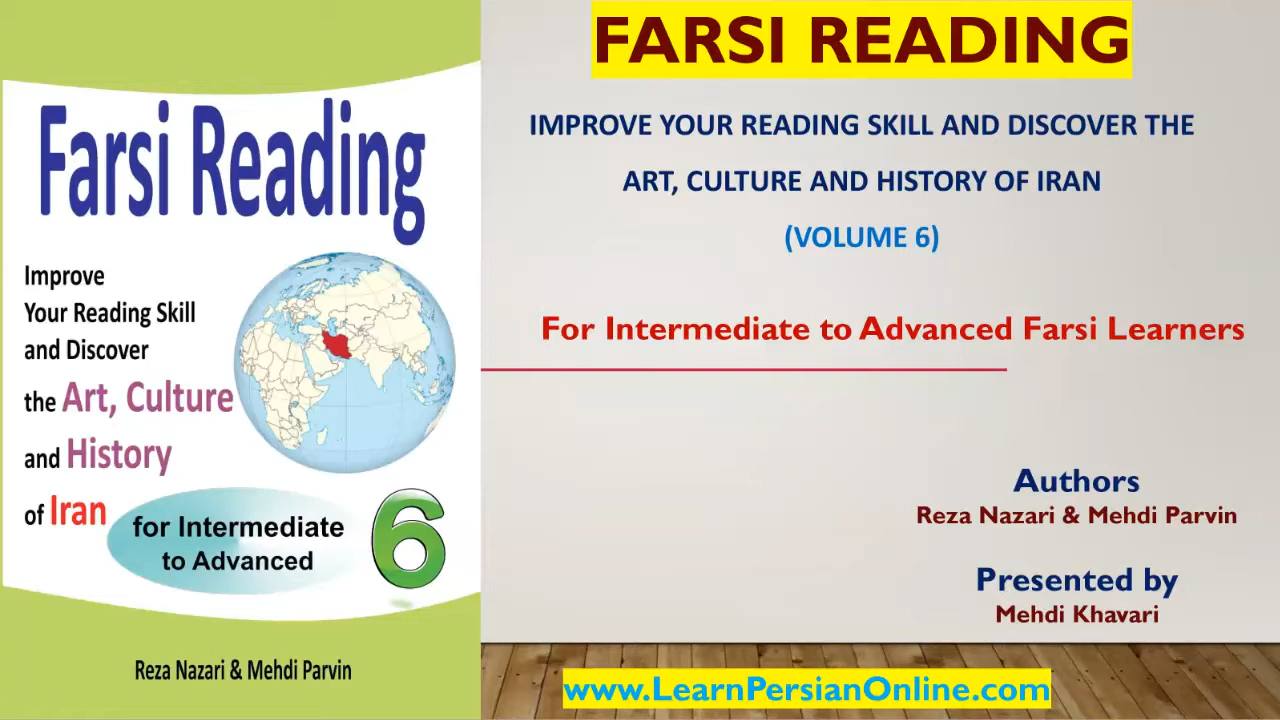 Farsi Reading
Improve
Your Reading Skill
and Discover
the Art, Culture
and History
of Iran
for Intermediate
to Advanced
6
Reza Nazari & Mehdi Parvin
FARSI READING
IMPROVE YOUR READING SKILL AND DISCOVER THE
ART, CULTURE AND HISTORY OF IRAN
(VOLUME 6)
For Intermediate to Advanced Farsi Learners
Authors
Reza Nazari & Mehdi Parvin
Presented by
Mehdi Khavari
www.LearnPersianOnline.com